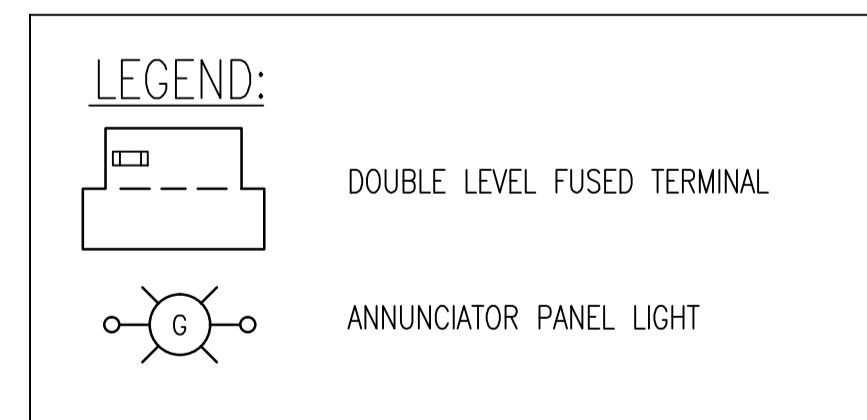 LEGEND:
DOUBLE LEVEL FUSED TERMINAL
G
ANNUNCIATOR PANEL LIGHT